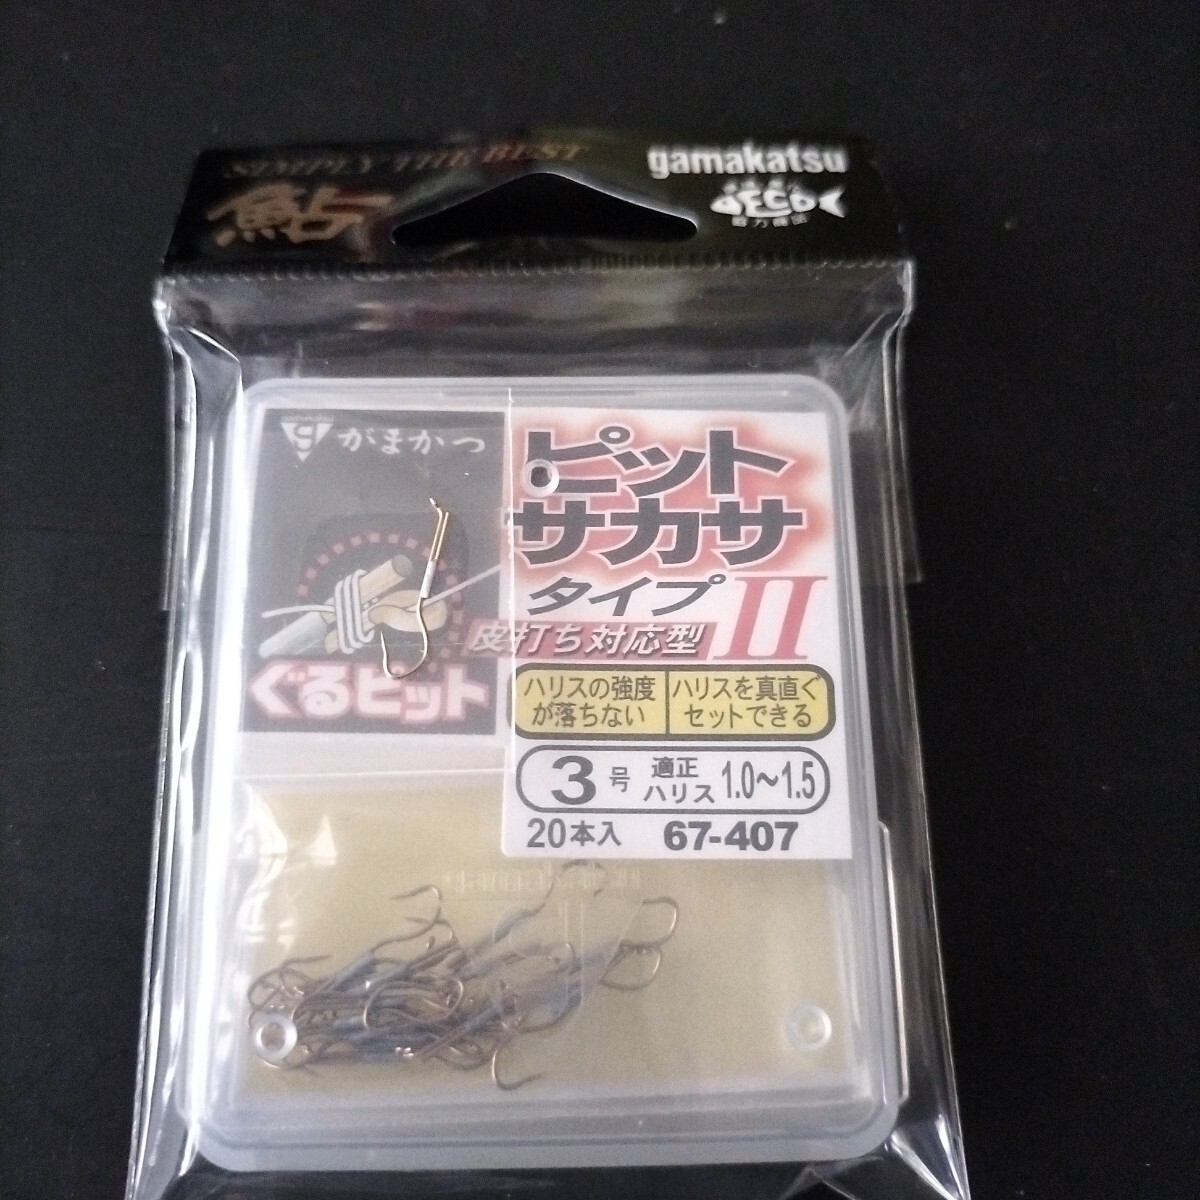 SIMPLY THE BEST
gamakatsu
鮎
ECO
がまかつ
ピット
サカサ
タイプ II
皮打ち対応型
ぐるピット
ハリスの強度
が落ちない
ハリスを真直ぐ
セットできる
3号 適正ハリス 1.0〜1.5
20本入 67-407